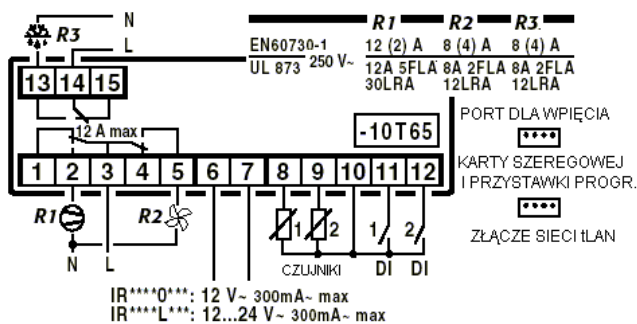 N
R3
L
R1 R2 R3.
EN60730-1
UL 873
250 V~
12 (2) A 8 (4) A 8 (4) A
12A 5FLA 8A 2FLA 8A 2FLA
30LRA 12LRA 12LRA
13 14 15
12 A max
-10T65
PORT DLA WPIĘCIA
KARTY SZEREGOWEJ
I PRZYSTAWKI PROGR.
ZŁĄCZE SIECI tLAN
1 2 3 4 5 6 7 8 9 10 11 12
R1 R2
1 2 1 2
N L
CZUJNIKI DI DI
IR****0***: 12 V~ 300mA~ max
IR****L***: 12...24 V~ 300mA~ max